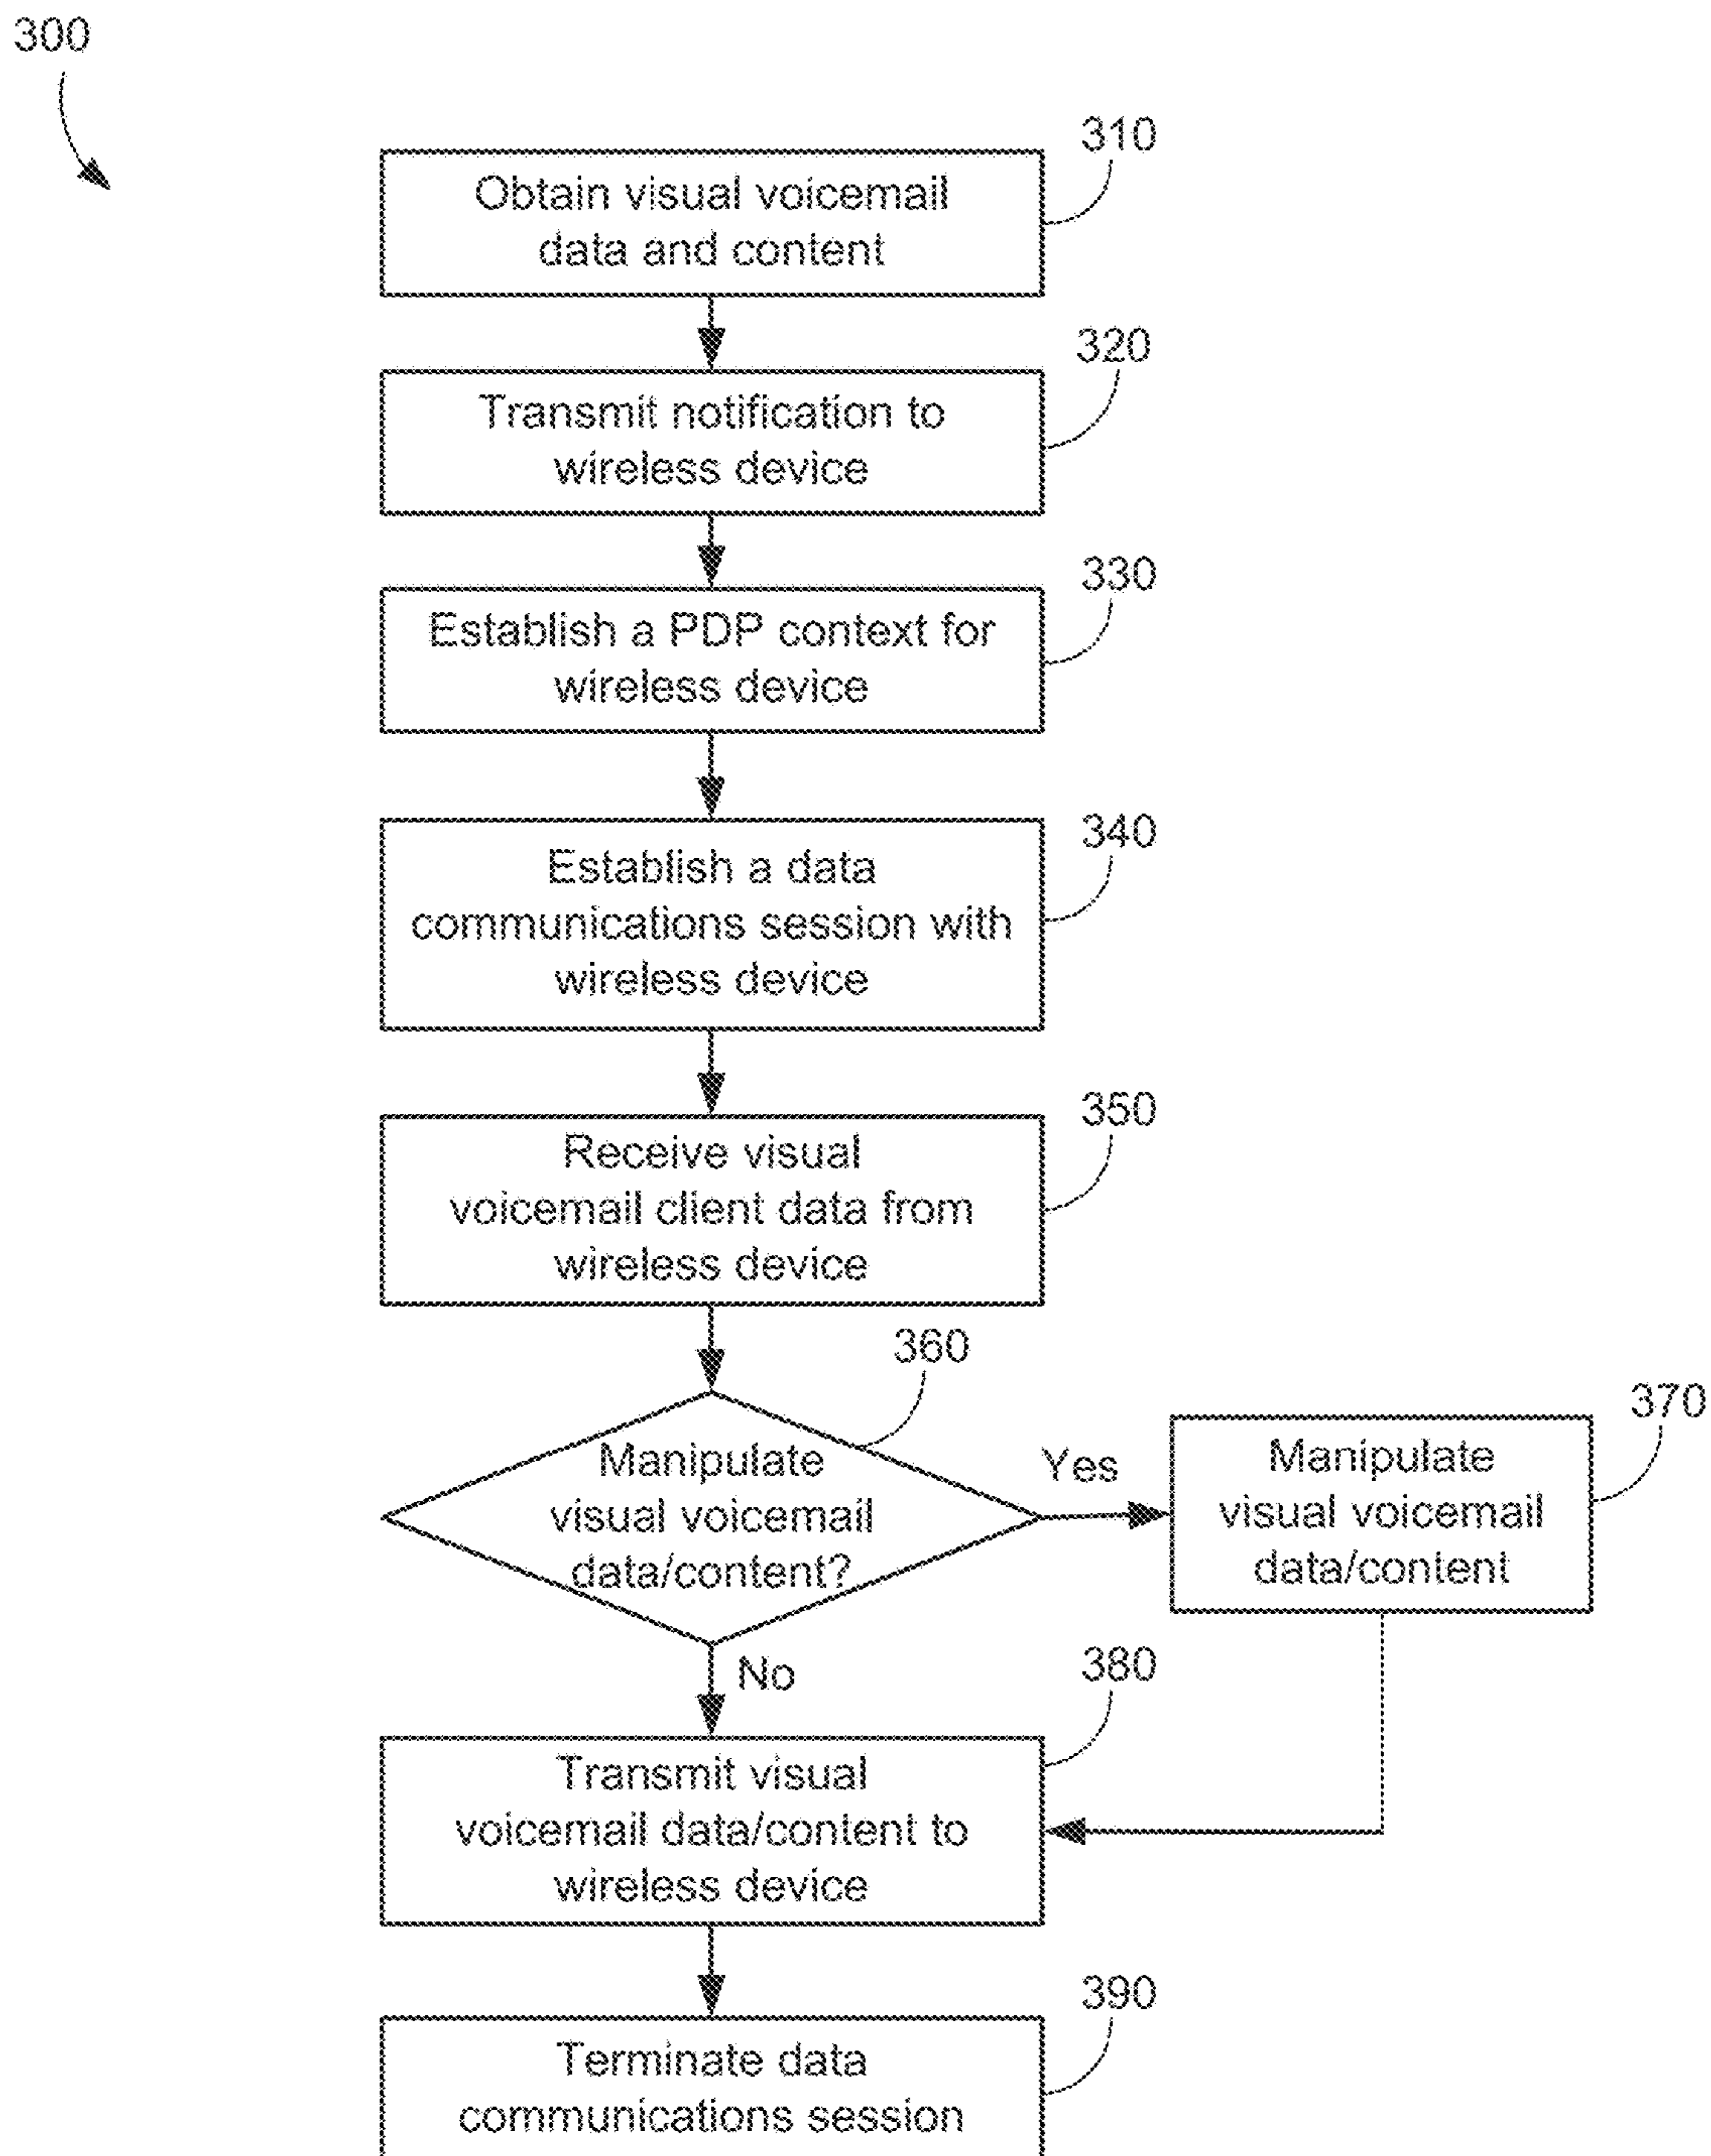 300
310
Obtain visual voicemail
data and content
320
Transmit notification to
wireless device
330
Establish a PDP context for
wireless device
340
Establish a data
communications session with
wireless device
350
Receive visual
voicemail client data from
wireless device
360
Manipulate
visual voicemail
data/content?
Yes
370
Manipulate
visual voicemail
data/content
No
380
Transmit visual
voicemail data/content to
wireless device
390
Terminate data
communications session